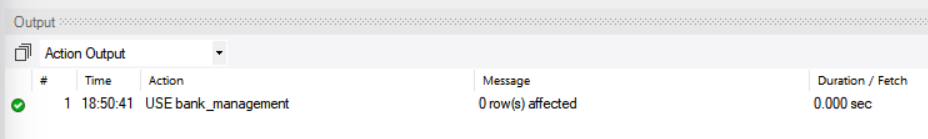 Output
Action Output
# Time Action Message Duration / Fetch
1 18:50:41 USE bank_management 0 row(s) affected 0.000 sec